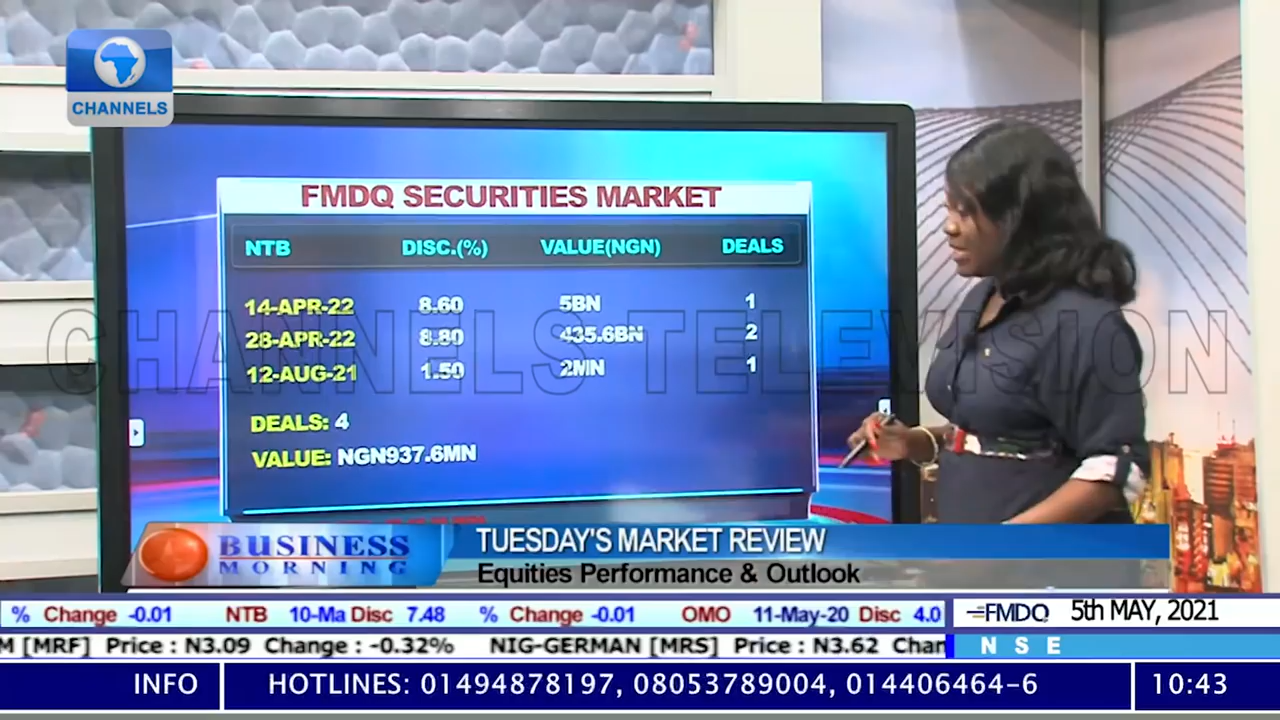 CHANNELS
FMDQ SECURITIES MARKET
NTB DISC.(%) VALUE(NGN) DEALS
14-APR-22 8.60 5BN 1
28-APR-22 8.80 435.6BN 2
12-AUG-21 1.50 2MN 1
DEALS: 4
VALUE: NGN937.6MN
CHANNELS TELEVISION
BUSINESS MORNING
TUESDAY'S MARKET REVIEW
Equities Performance & Outlook
% Change -0.01 NTB 10-Ma Disc 7.48 % Change -0.01 OMO 11-May-20 Disc 4.0
FMDQ 5th MAY, 2021
M [MRF] Price : N3.09 Change : -0.32% NIG-GERMAN [MRS] Price : N3.62 Chan
NSE
INFO HOTLINES: 01494878197, 08053789004, 014406464-6 10:43